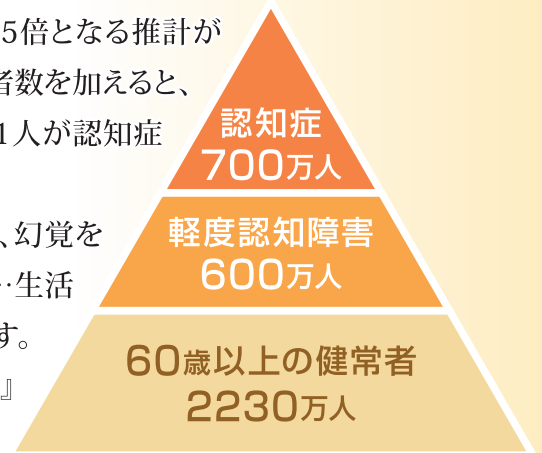 5倍となる推計が
者数を加えると、
1人が認知症
、幻覚を
…生活
す。
』
認知症
700万人
軽度認知障害
600万人
60歳以上の健常者
2230万人